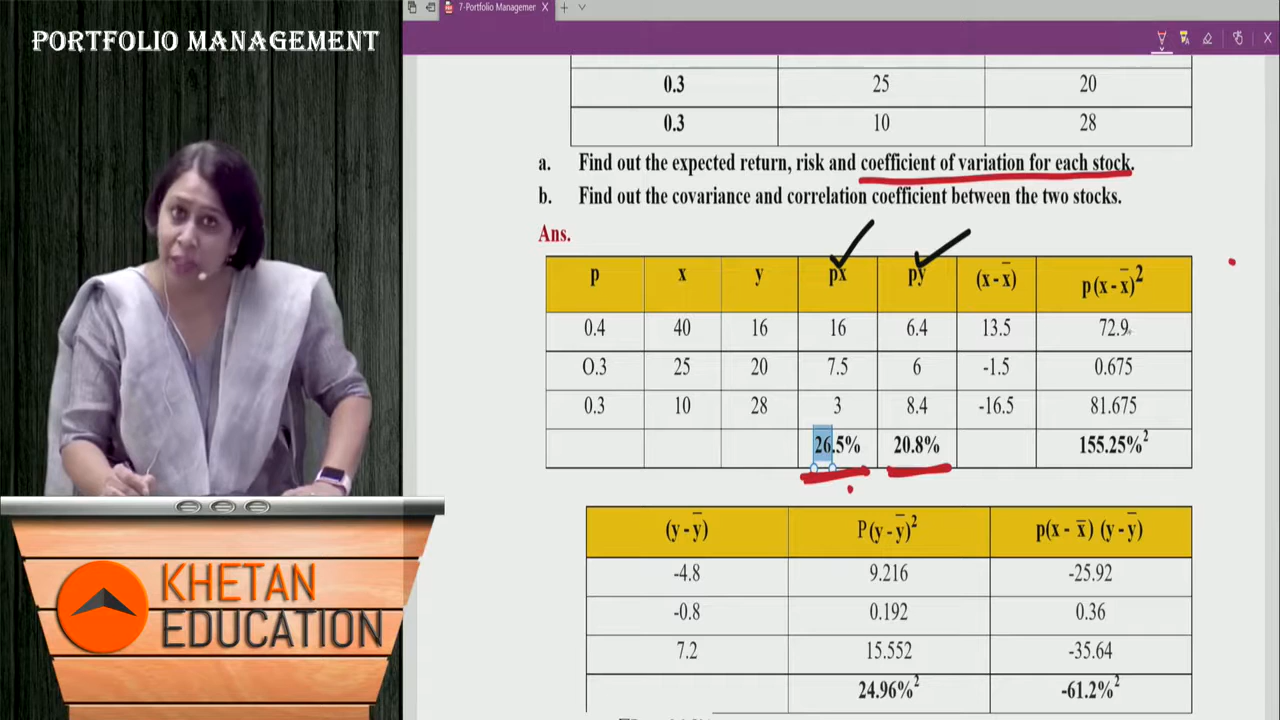 PORTFOLIO MANAGEMENT
7-Portfolio Managemer
0.3 25 20
0.3 10 28
a. Find out the expected return, risk and coefficient of variation for each stock.
b. Find out the covariance and correlation coefficient between the two stocks.
Ans.
p x y px py (x - x̄) p(x - x̄)²
0.4 40 16 16 6.4 13.5 72.9
O.3 25 20 7.5 6 -1.5 0.675
0.3 10 28 3 8.4 -16.5 81.675
26.5% 20.8% 155.25%²
(y - ȳ) P(y - ȳ)² p(x - x̄) (y - ȳ)
-4.8 9.216 -25.92
-0.8 0.192 0.36
7.2 15.552 -35.64
24.96%² -61.2%²
KHETAN
EDUCATION